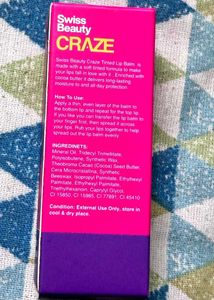 Swiss
Beauty
CRAZE
Swiss Beauty Craze Tinted Lip Balm, is
made with a soft tinted formula to make
your lips fall in love with it . Enriched with
cocoa butter it delivers long-lasting
moisture and all-day protection.
How To Use:
Apply a thin, even layer of the balm to
the bottom lip and repeat for the top lip.
If you like you can transfer the lip balm to
your finger first, then spread it across
your lips. Rub your lips together to help
spread out the lip balm evenly.
INGREDINETS:
Mineral Oil, Tridecyl Trimellitate,
Polyisobutene, Synthetic Wax,
Theobroma Cacao (Cocoa) Seed Butter,
Cera Microcristallina, Synthetic
Beeswax, Isopropyl Palmitate, Ethylhexyl
Palmitate, Ethylhexyl Palmitate,
Triethylhexanoin, Caprylyl Glycol,
CI 15850, CI 15985, CI 77891, CI 45410
Condition: External Use Only, store in
cool & dry place.